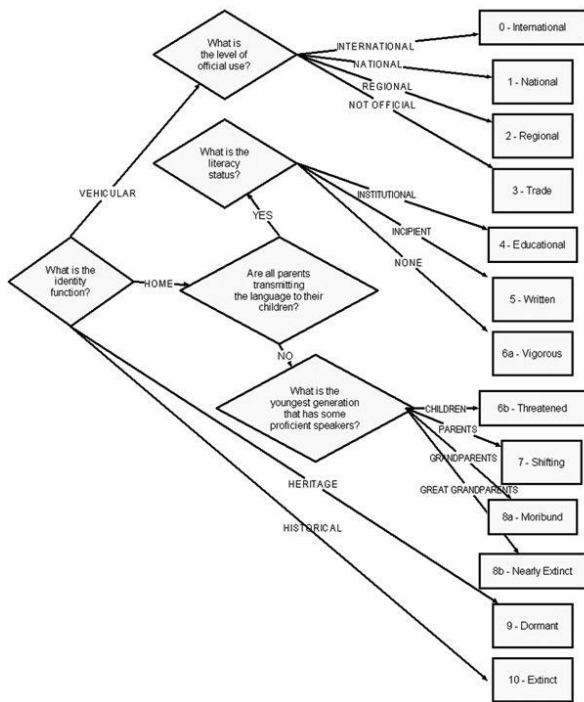 What is
the level of
official use?
INTERNATIONAL
NATIONAL
REGIONAL
NOT OFFICIAL
0 - International
1 - National
2 - Regional
3 - Trade
What is the
literacy
status?
VEHICULAR
YES
INSTITUTIONAL
INCIPIENT
NONE
4 - Educational
5 - Written
6a - Vigorous
What is the
identity
function?
HOME
Are all parents
transmitting
the language to their
children?
NO
What is the
youngest generation
that has some
proficient speakers?
CHILDREN
PARENTS
GRANDPARENTS
GREAT GRANDPARENTS
6b - Threatened
7 - Shifting
8a - Moribund
8b - Nearly Extinct
HERITAGE
HISTORICAL
9 - Dormant
10 - Extinct